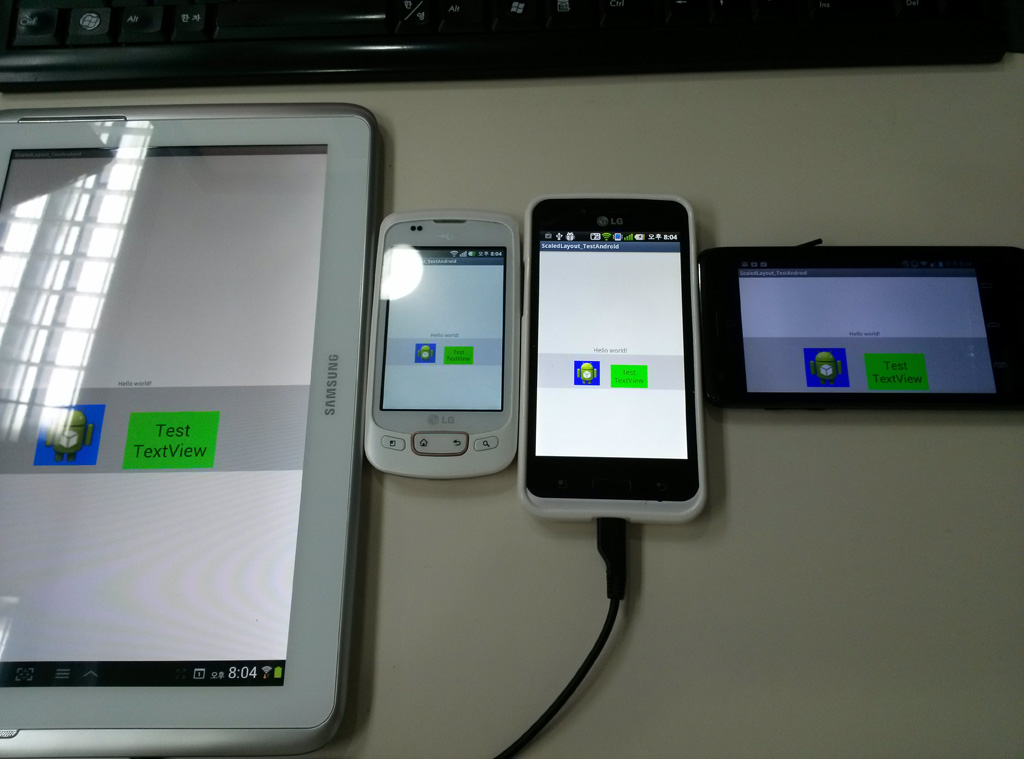 Ctrl
Alt
한자
한/영
Alt
Ctrl
Ins
Del
ScaledLayout_TestAndroid
Hello world!
Test
TextView
SAMSUNG
오후 8:04
오후 8:04
Hello world!
Test
TextView
LG
LG
오후 8:04
ScaledLayout_TestAndroid
Hello world!
Test
TextView
ScaledLayout_TestAndroid
Hello world!
Test
TextView